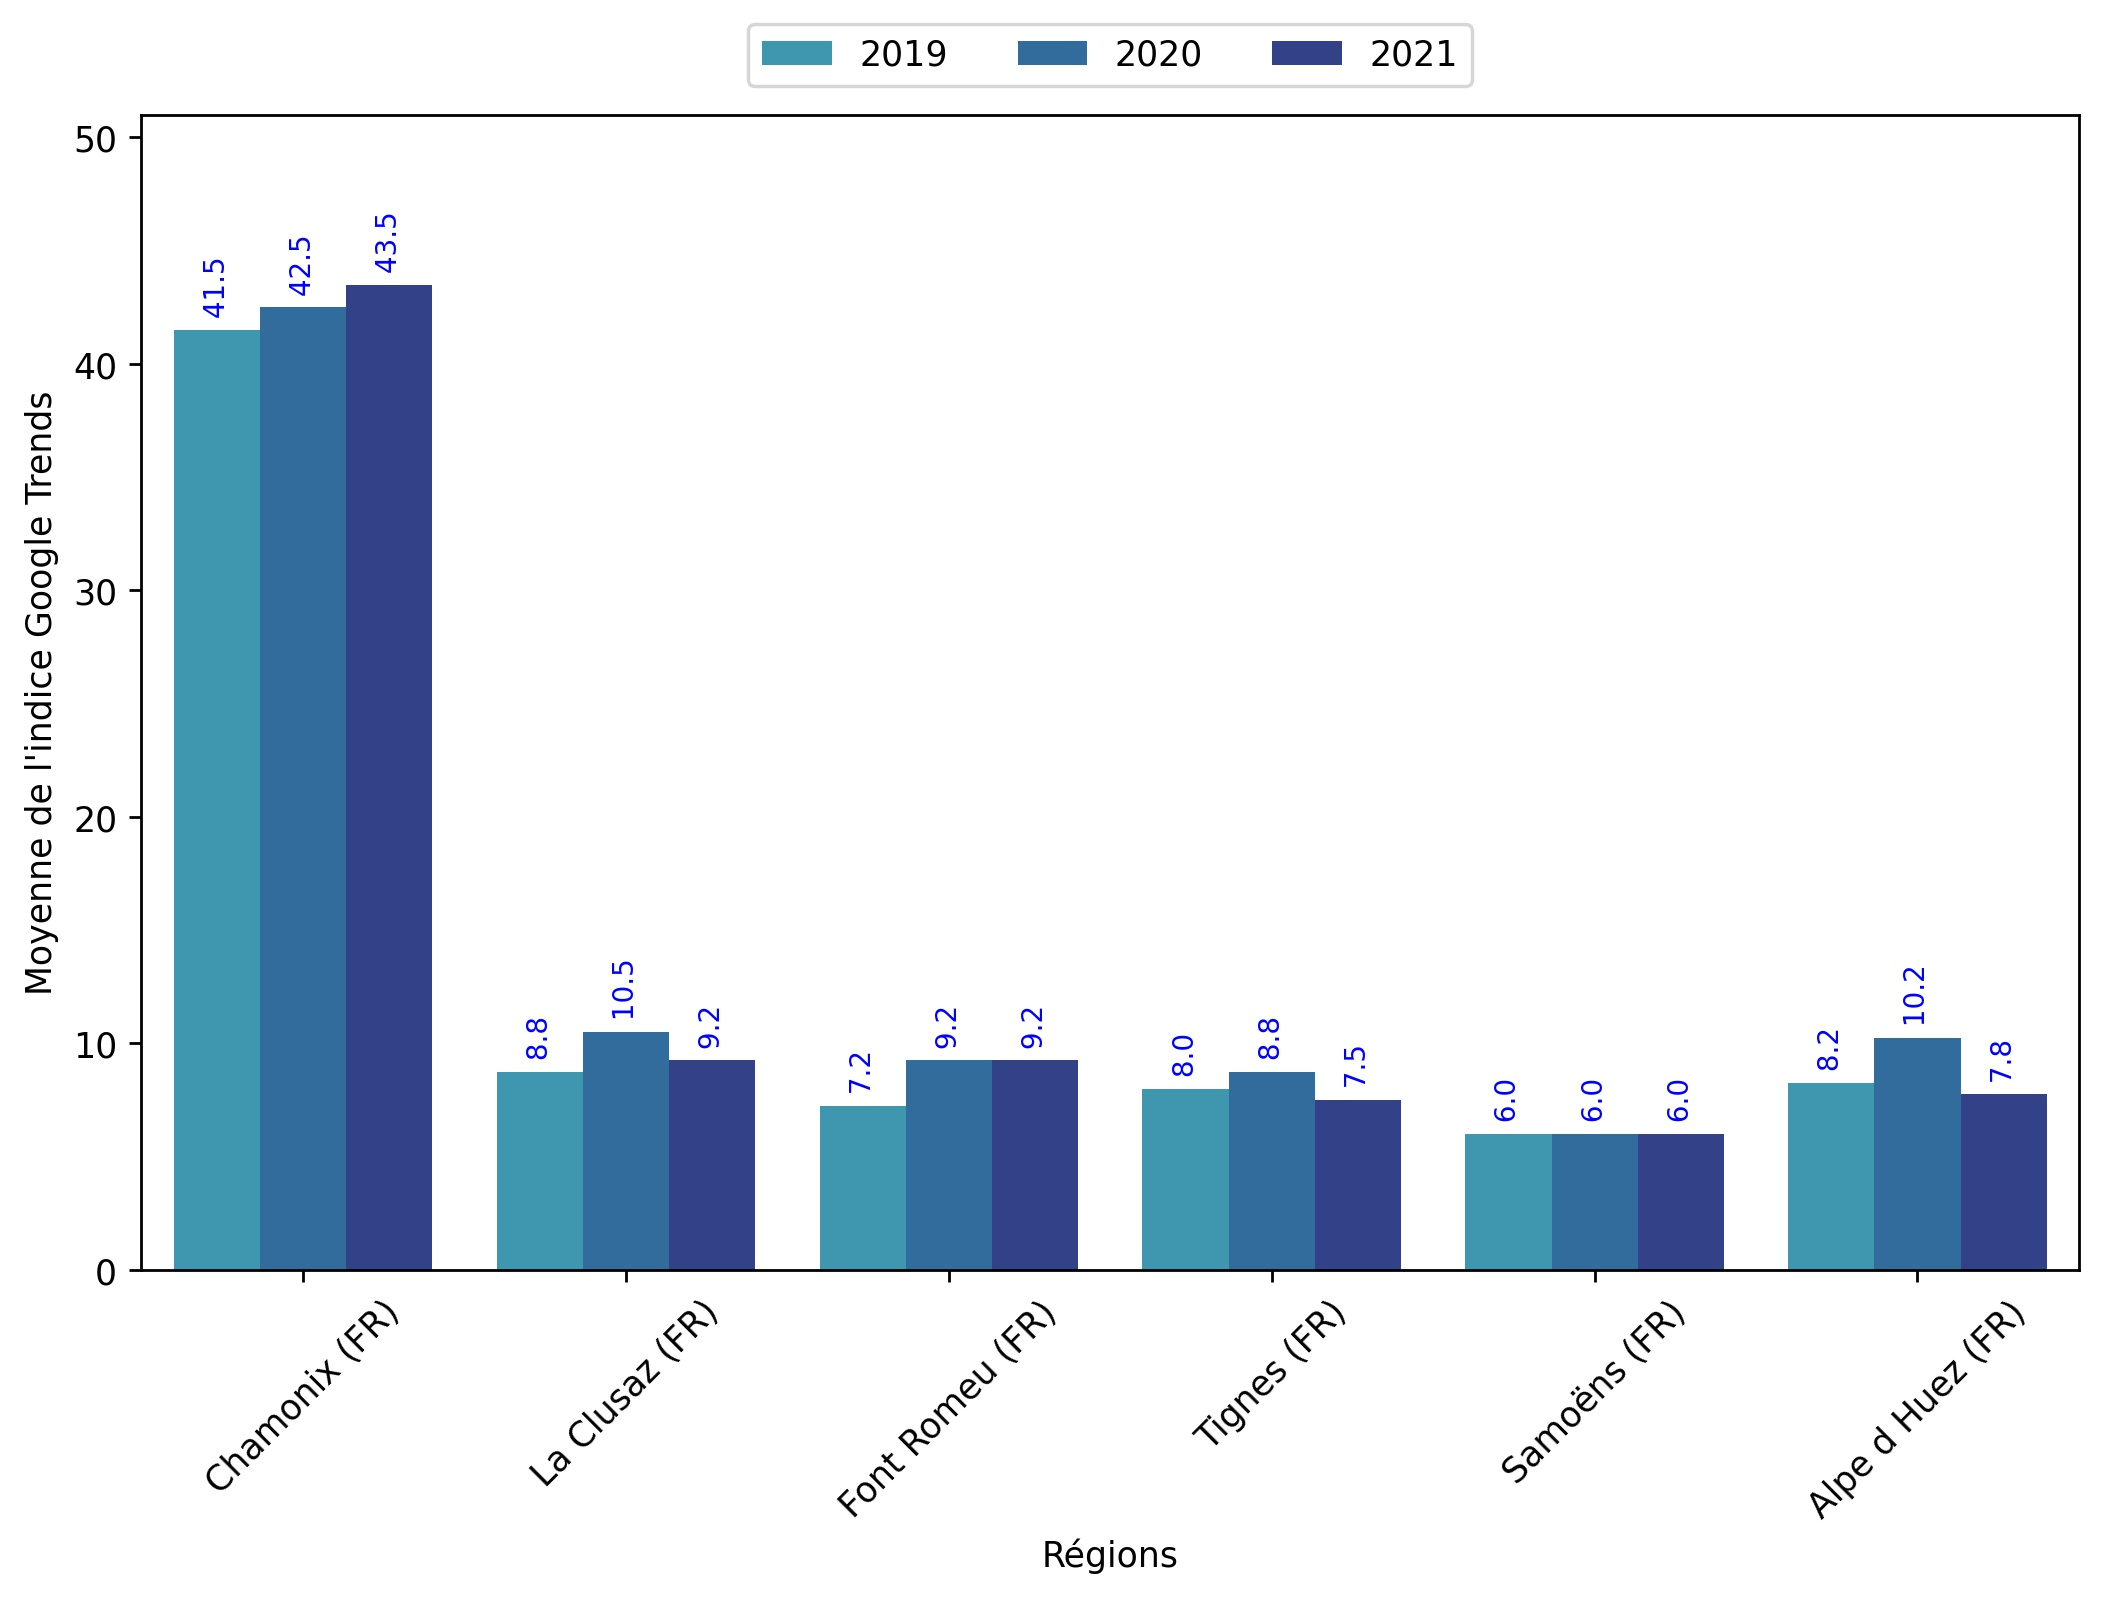 2019 2020 2021
Moyenne de l'indice Google Trends
50
40
30
20
10
0
41.5 42.5 43.5
8.8 10.5 9.2
7.2 9.2 9.2
8.0 8.8 7.5
6.0 6.0 6.0
8.2 10.2 7.8
Chamonix (FR)
La Clusaz (FR)
Font Romeu (FR)
Tignes (FR)
Samoëns (FR)
Alpe d Huez (FR)
Régions